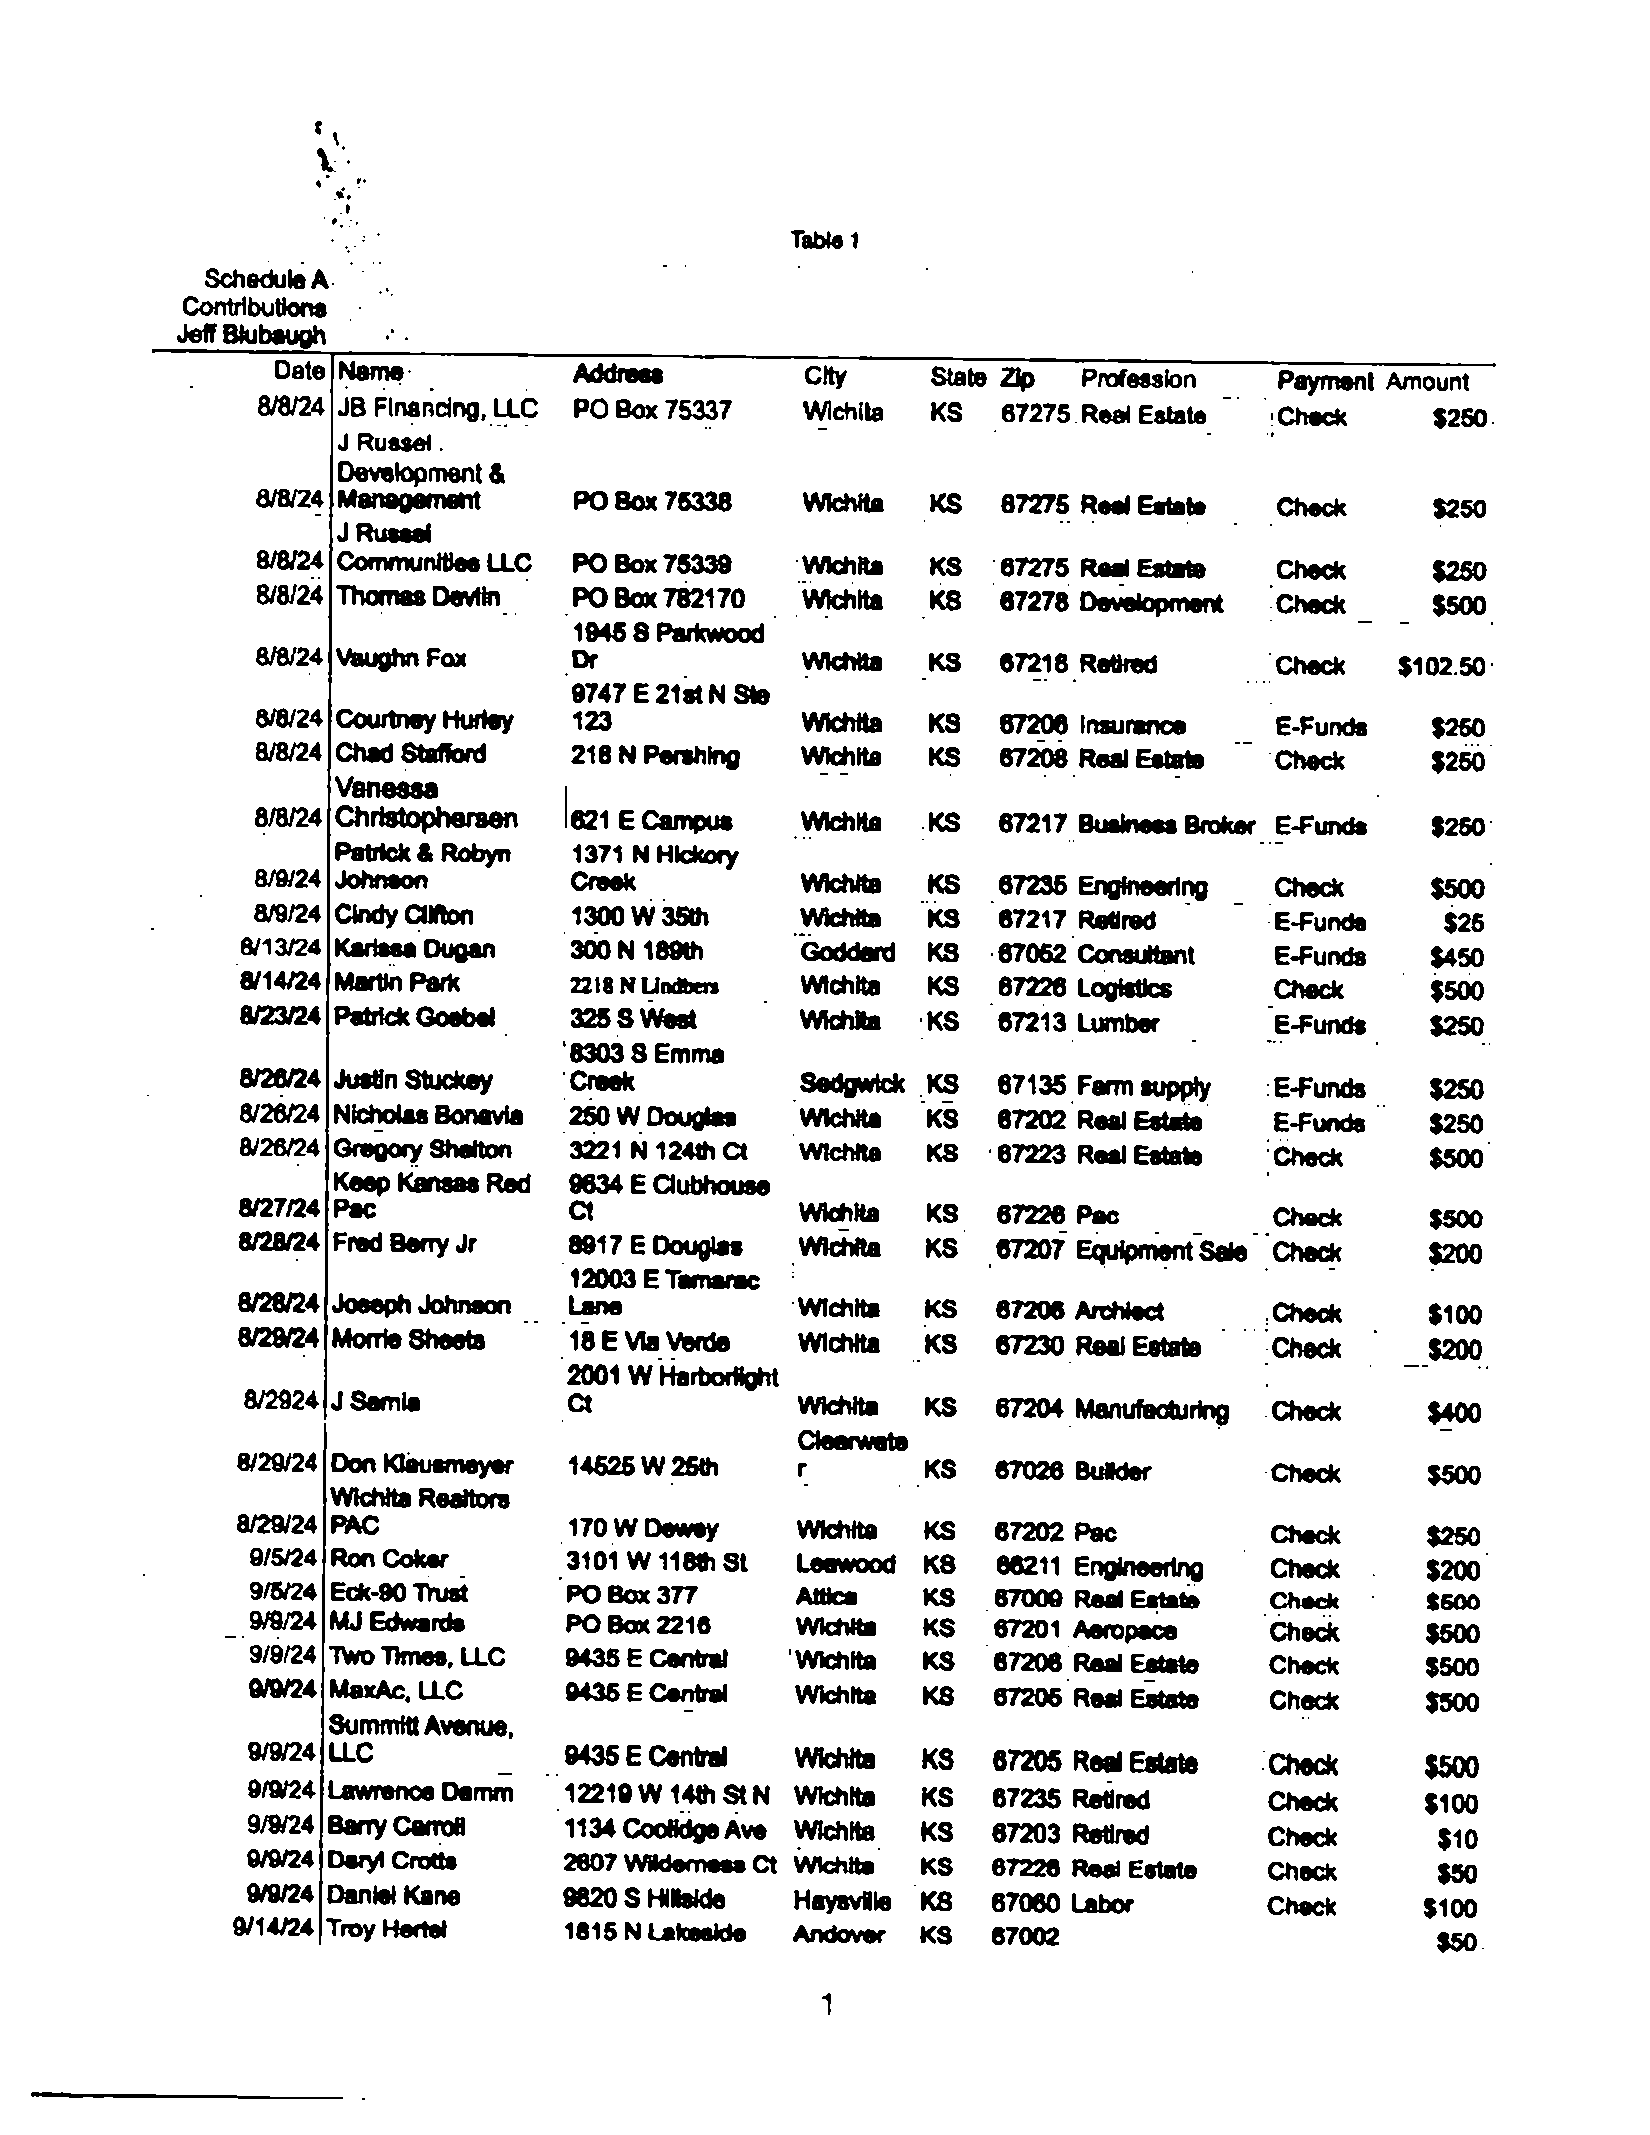 Table 1
Schedule A
Contributions
Jeff Blubaugh
Date Name Address City State Zip Profession Payment Amount
8/8/24 JB Financing, LLC PO Box 75337 Wichita KS 67275 Real Estate Check $250
J Russel
Development &
8/8/24 Management PO Box 75338 Wichita KS 67275 Real Estate Check $250
J Russel
8/8/24 Communities LLC PO Box 75339 Wichita KS 67275 Real Estate Check $250
8/8/24 Thomas Devlin PO Box 782170 Wichita KS 67278 Development Check $500
1945 S Parkwood
8/8/24 Vaughn Fox Dr Wichita KS 67218 Retired Check $102.50
9747 E 21st N Ste
8/8/24 Courtney Hurley 123 Wichita KS 67206 Insurance E-Funds $250
8/8/24 Chad Stafford 218 N Pershing Wichita KS 67208 Real Estate Check $250
Vanessa
8/8/24 Christophersen 621 E Campus Wichita KS 67217 Business Broker E-Funds $250
Patrick & Robyn 1371 N Hickory
8/9/24 Johnson Creek Wichita KS 67235 Engineering Check $500
8/9/24 Cindy Clifton 1300 W 35th Wichita KS 67217 Retired E-Funds $25
8/13/24 Karissa Dugan 300 N 189th Goddard KS 67052 Consultant E-Funds $450
8/14/24 Martin Park 2218 N Lindbers Wichita KS 67226 Logistics Check $500
8/23/24 Patrick Goebel 325 S West Wichita KS 67213 Lumber E-Funds $250
8303 S Emma
8/26/24 Justin Stuckey Creek Sedgwick KS 67135 Farm supply E-Funds $250
8/26/24 Nicholas Bonavia 250 W Douglas Wichita KS 67202 Real Estate E-Funds $250
8/26/24 Gregory Shelton 3221 N 124th Ct Wichita KS 67223 Real Estate Check $500
Keep Kansas Red 9634 E Clubhouse
8/27/24 Pac Ct Wichita KS 67226 Pac Check $500
8/28/24 Fred Berry Jr 8917 E Douglas Wichita KS 67207 Equipment Sale Check $200
12003 E Tamarac
8/28/24 Joseph Johnson Lane Wichita KS 67206 Archiect Check $100
8/29/24 Morrie Sheets 18 E Via Verde Wichita KS 67230 Real Estate Check $200
2001 W Harborlight
8/2924 J Samia Ct Wichita KS 67204 Manufacturing Check $400
Clearwate
8/29/24 Don Klausmeyer 14525 W 25th r KS 67026 Builder Check $500
Wichita Realtors
8/29/24 PAC 170 W Dewey Wichita KS 67202 Pac Check $250
9/5/24 Ron Coker 3101 W 118th St Leawood KS 66211 Engineering Check $200
9/5/24 Eck-90 Trust PO Box 377 Attica KS 67009 Real Estate Check $500
9/9/24 MJ Edwards PO Box 2216 Wichita KS 67201 Aeropace Check $500
9/9/24 Two Times, LLC 9435 E Central Wichita KS 67206 Real Estate Check $500
9/9/24 MaxAc, LLC 9435 E Central Wichita KS 67205 Real Estate Check $500
Summitt Avenue,
9/9/24 LLC 9435 E Central Wichita KS 67205 Real Estate Check $500
9/9/24 Lawrence Damm 12219 W 14th St N Wichita KS 67235 Retired Check $100
9/9/24 Barry Carroll 1134 Coolidge Ave Wichita KS 67203 Retired Check $10
9/9/24 Daryl Crotts 2607 Wilderness Ct Wichita KS 67226 Real Estate Check $50
9/9/24 Daniel Kane 9820 S Hillside Haysville KS 67060 Labor Check $100
9/14/24 Troy Hertel 1615 N Lakeside Andover KS 67002 $50
1